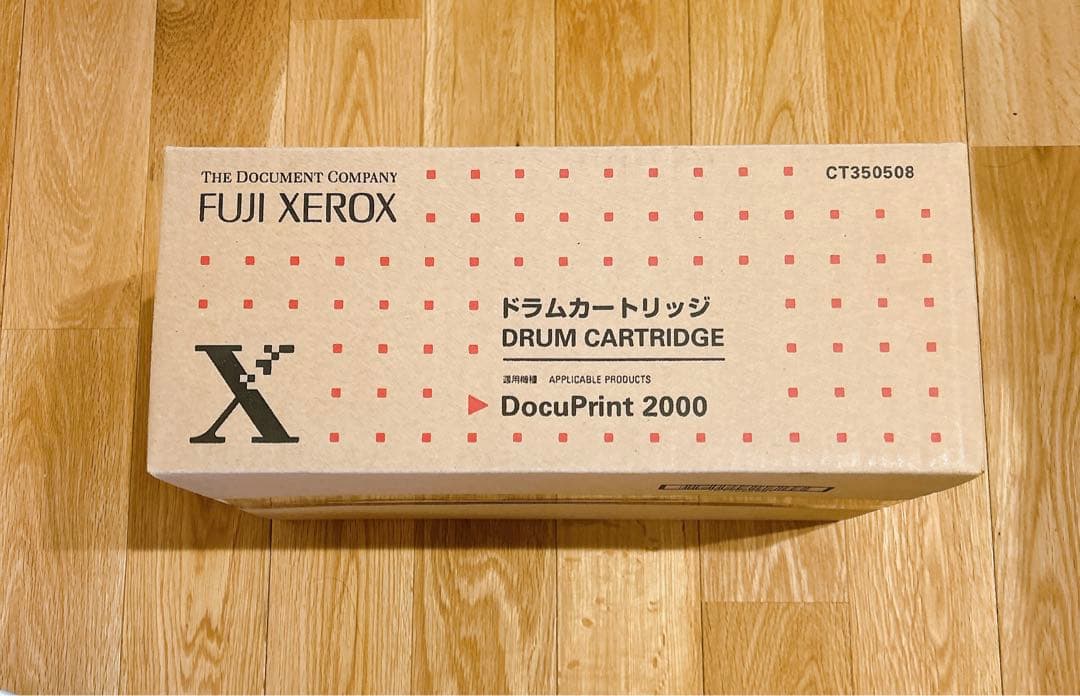 THE DOCUMENT COMPANY
FUJI XEROX
CT350508
ドラムカートリッジ
DRUM CARTRIDGE
適用機種 APPLICABLE PRODUCTS
DocuPrint 2000
X